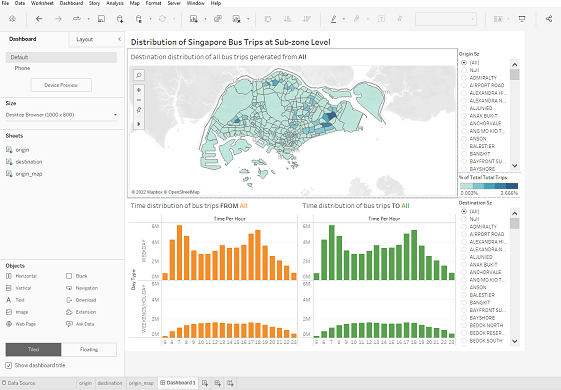 File Data Worksheet Dashboard Story Analysis Map Format Server Window Help
Dashboard Layout
Default
Phone
Device Preview
Size
Desktop Browser (1000 x 800)
Sheets
origin
destination
origin_map
Objects
Horizontal Blank
Vertical Navigation
Text Download
Image Extension
Web Page Ask Data
Tiled Floating
Show dashboard title
Distribution of Singapore Bus Trips at Sub-zone Level
Destination distribution of all bus trips generated from All
© 2022 Mapbox © OpenStreetMap
Origin Sz
(All)
Null
ADMIRALTY
AIRPORT ROAD
ALEXANDRA HI...
ALEXANDRA N...
ALJUNIED
ANAK BUKIT
ANCHORVALE
ANG MO KIO T...
ANSON
BALESTIER
BANGKIT
BAYFRONT SU...
BAYSHORE
% of Total Total Trips
0.003% 2.666%
Destination Sz
(All)
Null
ADMIRALTY
AIRPORT ROAD
ALEXANDRA HI...
ALEXANDRA N...
ALJUNIED
ANAK BUKIT
ANCHORVALE
ANG MO KIO T...
ANSON
BALESTIER
BANGKIT
BAYFRONT SU...
BAYSHORE
BEDOK NORTH
BEDOK RESER...
BEDOK SOUTH
Time distribution of bus trips FROM All
Time Per Hour
Day Type
WEEKDAY
6M
4M
2M
0M
WEEKENDS/HOLIDAY
6M
4M
2M
0M
5 6 7 8 9 10 11 12 13 14 15 16 17 18 19 20 21 22 23
Time distribution of bus trips TO All
Time Per Hour
6M
4M
2M
0M
6M
4M
2M
0M
5 6 7 8 9 10 11 12 13 14 15 16 17 18 19 20 21 22 23
Data Source origin destination origin_map Dashboard 1